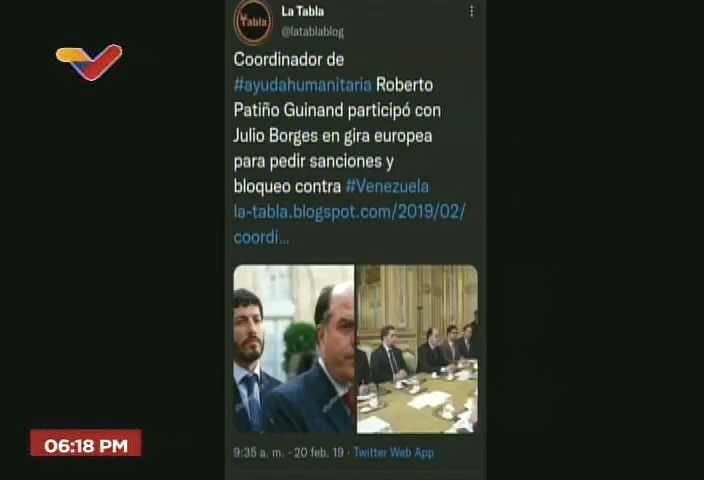 La Tabla
La Tabla
@latablablog
Coordinador de
#ayudahumanitaria Roberto
Patiño Guinand participó con
Julio Borges en gira europea
para pedir sanciones y
bloqueo contra #Venezuela
la-tabla.blogspot.com/2019/02/
coordi...
9:35 a. m. · 20 feb. 19 · Twitter Web App
06:18 PM